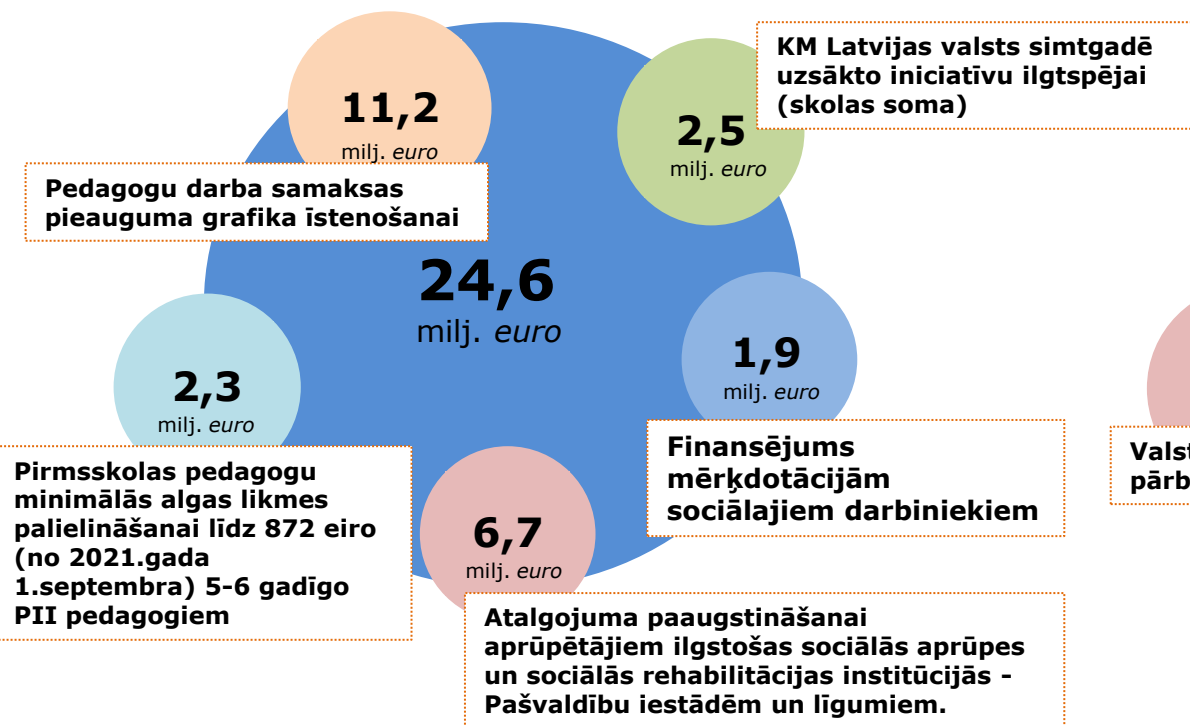 11,2
milj. euro
Pedagogu darba samaksas
pieauguma grafika īstenošanai
2,5
milj. euro
KM Latvijas valsts simtgadē
uzsākto iniciatīvu ilgtspējai
(skolas soma)
24,6
milj. euro
2,3
milj. euro
Pirmsskolas pedagogu
minimālās algas likmes
palielināšanai līdz 872 eiro
(no 2021.gada
1.septembra) 5-6 gadīgo
PII pedagogiem
1,9
milj. euro
Finansējums
mērķdotācijām
sociālajiem darbiniekiem
6,7
milj. euro
Atalgojuma paaugstināšanai
aprūpētājiem ilgstošas sociālās aprūpes
un sociālās rehabilitācijas institūcijās -
Pašvaldību iestādēm un līgumiem.